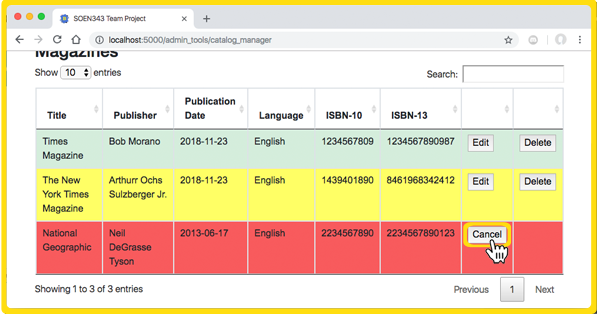 SOEN343 Team Project
localhost:5000/admin_tools/catalog_manager
Magazines
Show 10 entries
Search:
Title Publisher Publication Date Language ISBN-10 ISBN-13
Times Magazine Bob Morano 2018-11-23 English 1234567809 1234567890987 Edit Delete
The New York Times Magazine Arthurr Ochs Sulzberger Jr. 2018-11-23 English 1439401890 8461968342412 Edit Delete
National Geographic Neil DeGrasse Tyson 2013-06-17 English 2234567890 2234567890123 Cancel
Showing 1 to 3 of 3 entries
Previous 1 Next